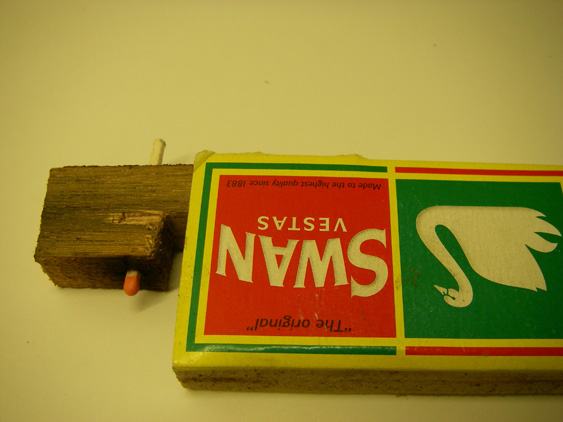 "The original"
SWAN
VESTAS
Made to the highest quality since 1883